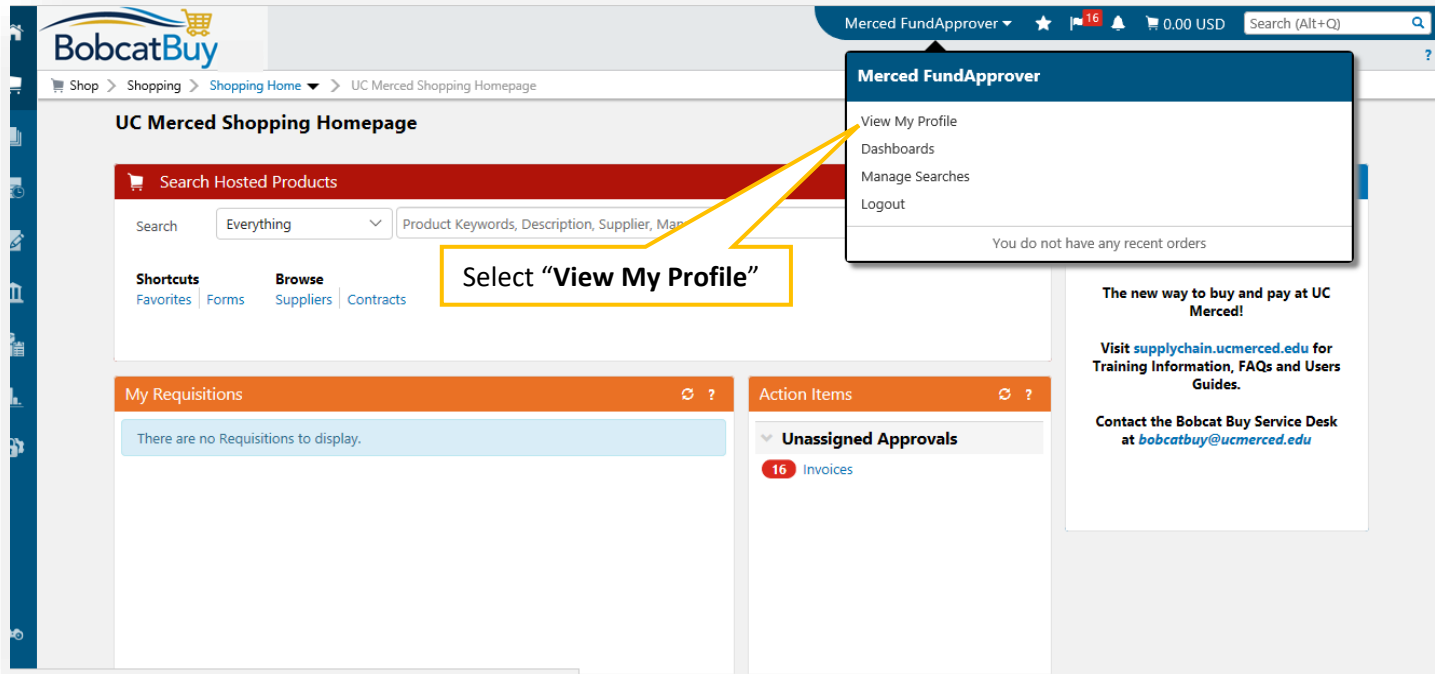 Merced FundApprover
16
0.00 USD
Search (Alt+Q)
BobcatBuy
?
Shop > Shopping > Shopping Home > UC Merced Shopping Homepage
Merced FundApprover
View My Profile
Dashboards
Manage Searches
Logout
You do not have any recent orders
UC Merced Shopping Homepage
Search Hosted Products
Search
Everything
Product Keywords, Description, Supplier, Man
Select “View My Profile”
Shortcuts
Favorites | Forms
Browse
Suppliers | Contracts
The new way to buy and pay at UC
Merced!
Visit supplychain.ucmerced.edu for
Training Information, FAQs and Users
Guides.
Contact the Bobcat Buy Service Desk
at bobcatbuy@ucmerced.edu
My Requisitions
?
There are no Requisitions to display.
Action Items
?
Unassigned Approvals
16 Invoices